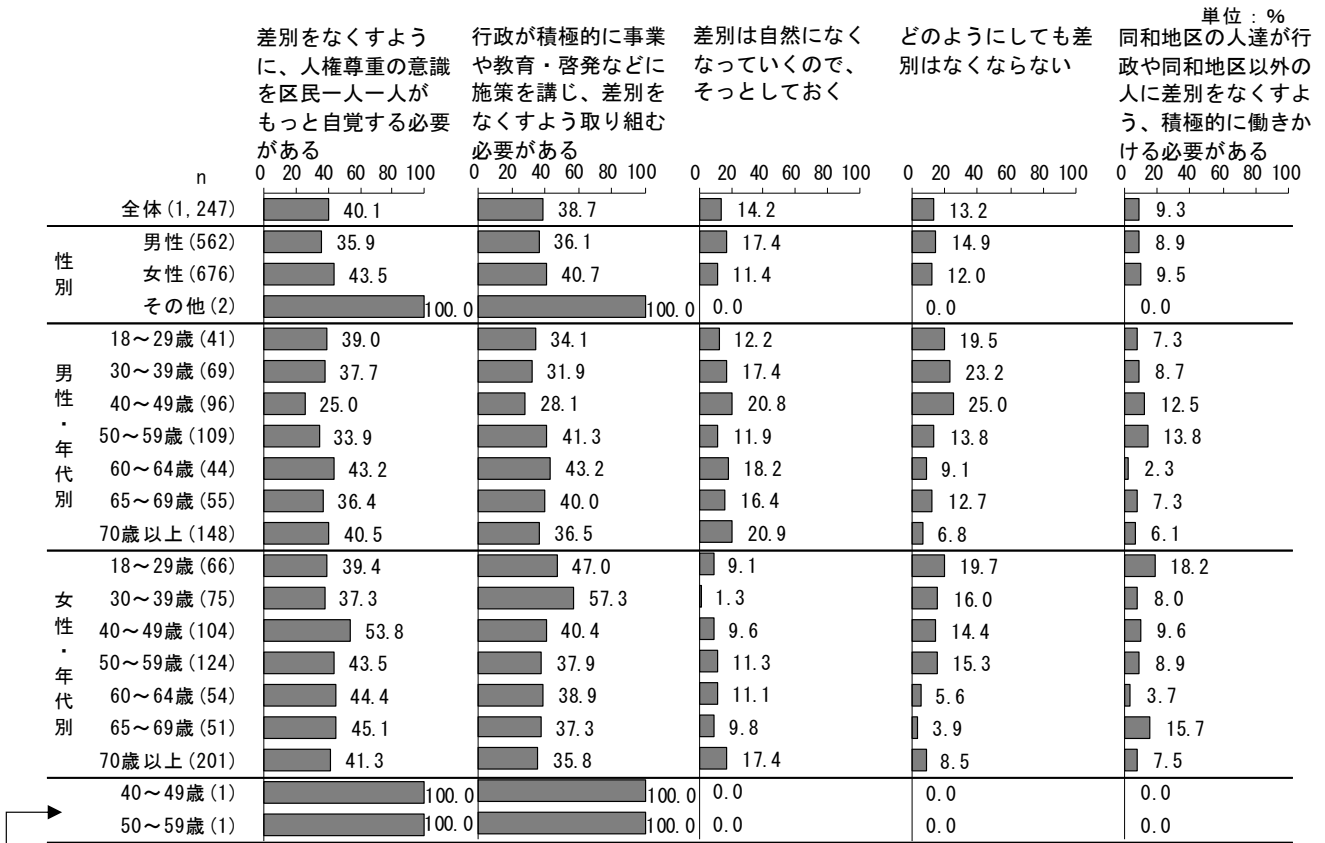 単位：%
差別をなくすよう
に、人権尊重の意識
を区民一人一人が
もっと自覚する必要
がある
行政が積極的に事業
や教育・啓発などに
施策を講じ、差別を
なくすよう取り組む
必要がある
差別は自然になく
なっていくので、
そっとしておく
どのようにしても差
別はなくならない
同和地区の人達が行
政や同和地区以外の
人に差別をなくすよ
う、積極的に働きか
ける必要がある
n
0 20 40 60 80 100 0 20 40 60 80 100 0 20 40 60 80 100 0 20 40 60 80 100 0 20 40 60 80 100
全体(1,247) 40.1 38.7 14.2 13.2 9.3
性別
男性(562) 35.9 36.1 17.4 14.9 8.9
女性(676) 43.5 40.7 11.4 12.0 9.5
その他(2) 100.0 100.0 0.0 0.0 0.0
男性・年代別
18～29歳(41) 39.0 34.1 12.2 19.5 7.3
30～39歳(69) 37.7 31.9 17.4 23.2 8.7
40～49歳(96) 25.0 28.1 20.8 25.0 12.5
50～59歳(109) 33.9 41.3 11.9 13.8 13.8
60～64歳(44) 43.2 43.2 18.2 9.1 2.3
65～69歳(55) 36.4 40.0 16.4 12.7 7.3
70歳以上(148) 40.5 36.5 20.9 6.8 6.1
女性・年代別
18～29歳(66) 39.4 47.0 9.1 19.7 18.2
30～39歳(75) 37.3 57.3 1.3 16.0 8.0
40～49歳(104) 53.8 40.4 9.6 14.4 9.6
50～59歳(124) 43.5 37.9 11.3 15.3 8.9
60～64歳(54) 44.4 38.9 11.1 5.6 3.7
65～69歳(51) 45.1 37.3 9.8 3.9 15.7
70歳以上(201) 41.3 35.8 17.4 8.5 7.5
40～49歳(1) 100.0 100.0 0.0 0.0 0.0
50～59歳(1) 100.0 100.0 0.0 0.0 0.0